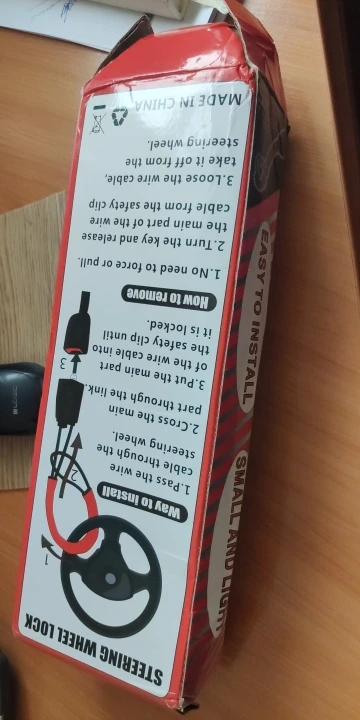 STEERING WHEEL LOCK
Way to Install
1.Pass the wire
cable through the
steering wheel.
2.Cross the main
part through the link.
3.Put the main part
of the wire cable into
the safety clip until
it is locked.
1
2
3
How to remove
1.No need to force or pull.
2.Turn the key and release
the main part of the wire
cable from the safety clip
3.Loose the wire cable,
take it off from the
steering wheel.
MADE IN CHINA
SMALL AND LIGHT
EASY TO INSTALL